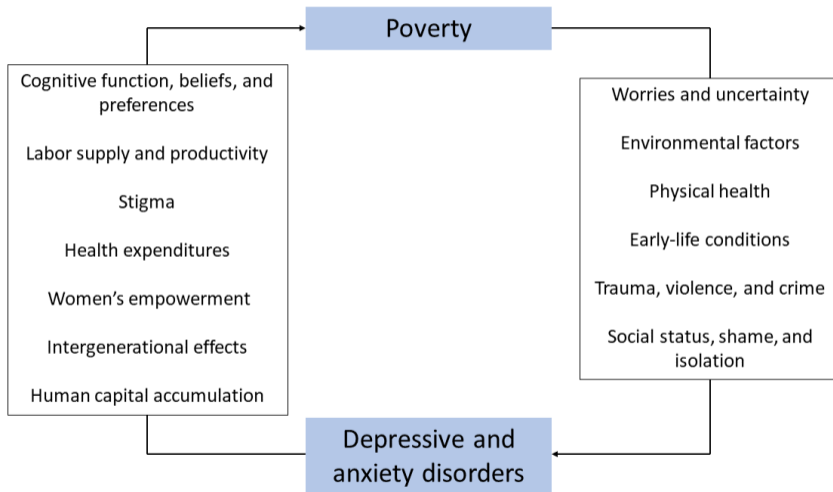 Poverty
Cognitive function, beliefs, and
preferences
Labor supply and productivity
Stigma
Health expenditures
Women’s empowerment
Intergenerational effects
Human capital accumulation
Worries and uncertainty
Environmental factors
Physical health
Early-life conditions
Trauma, violence, and crime
Social status, shame, and
isolation
Depressive and
anxiety disorders